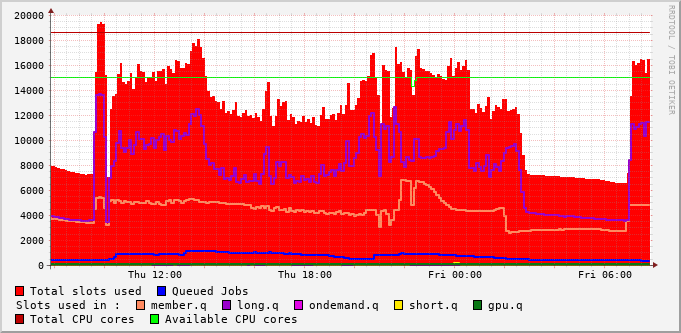 RRDTOOL / TOBI OETIKER
20000
18000
16000
14000
12000
10000
8000
6000
4000
2000
0
Thu 12:00 Thu 18:00 Fri 00:00 Fri 06:00
Total slots used Queued Jobs
Slots used in : member.q long.q ondemand.q short.q gpu.q
Total CPU cores Available CPU cores